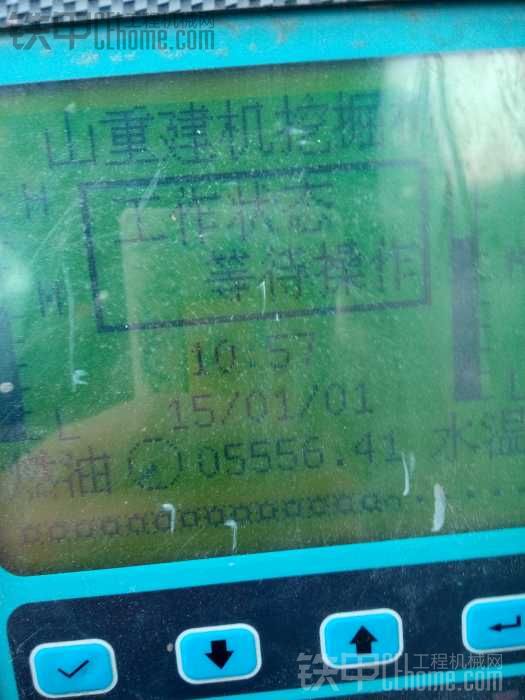 铁甲工程机械网
Cehome.com
山重建机挖掘机
工作状态
等待操作
H
M
10:57
15/01/01
L
燃油 05556.41 水温
铁甲工程机械网
Cehome.com